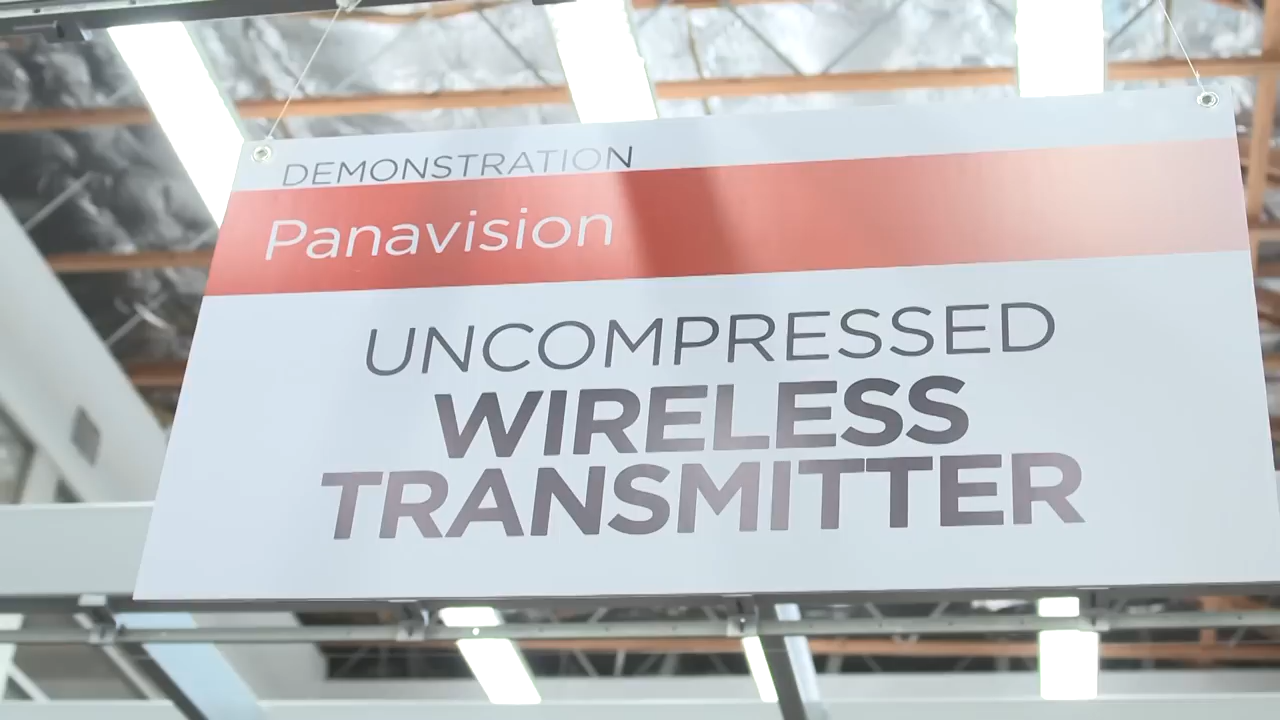 DEMONSTRATION
Panavision
UNCOMPRESSED
WIRELESS
TRANSMITTER